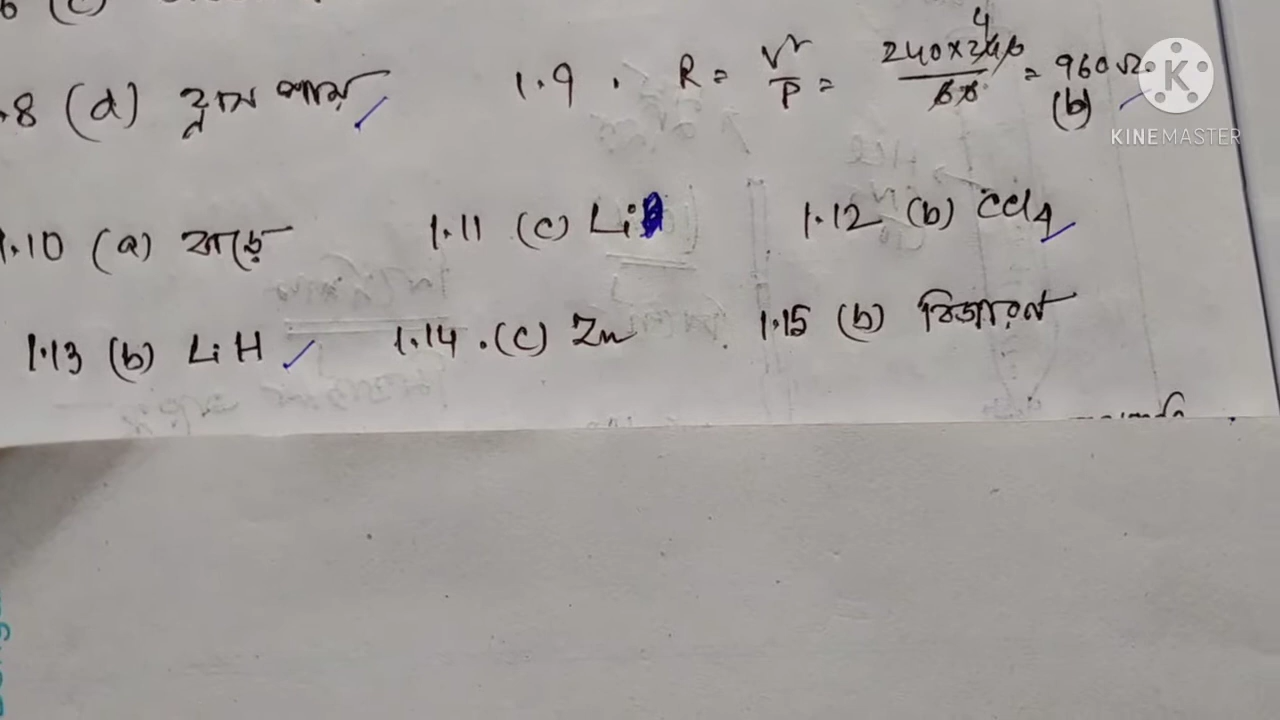 .8 (d) হ্রাস পায় 1.9. R = V²/P = 240×240/60 = 960Ω. (b)
4
KINEMASTER
1.10 (a) বাড়ে 1.11 (c) Li 1.12 (b) CCl4
1.13 (b) LiH 1.14. (c) Zn 1.15 (b) বিজারণ